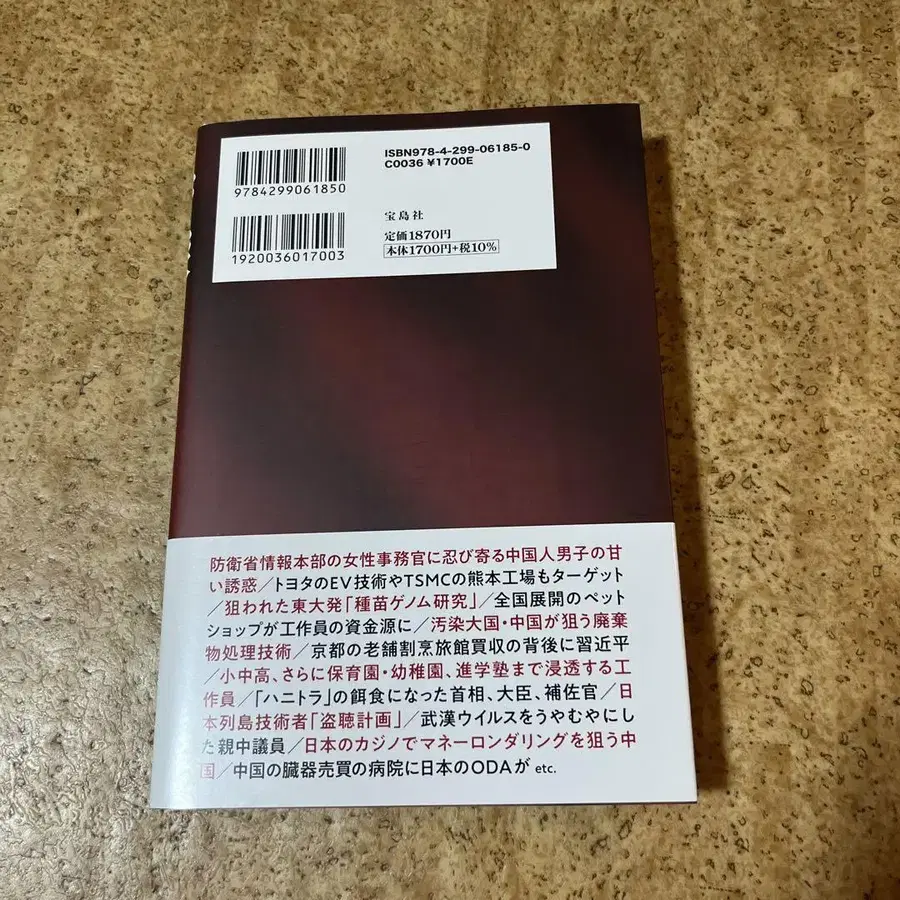 ISBN978-4-299-06185-0
C0036 ¥1700E
9784299061850
宝島社
定価1870円
本体1700円+税10%
1920036017003
防衛省情報本部の女性事務官に忍び寄る中国人男子の甘
い誘惑／トヨタのEV技術やTSMCの熊本工場もターゲット
／狙われた東大発「種苗ゲノム研究」／全国展開のペット
ショップが工作員の資金源に／汚染大国・中国が狙う廃棄
物処理技術／京都の老舗割烹旅館買収の背後に習近平
／小中高、さらに保育園・幼稚園、進学塾まで浸透する工
作員／「ハニトラ」の餌食になった首相、大臣、補佐官／日
本列島技術者「盗聴計画」／武漢ウイルスをうやむやにし
た親中議員／日本のカジノでマネーロンダリングを狙う中
国／中国の臓器売買の病院に日本のODAが etc.